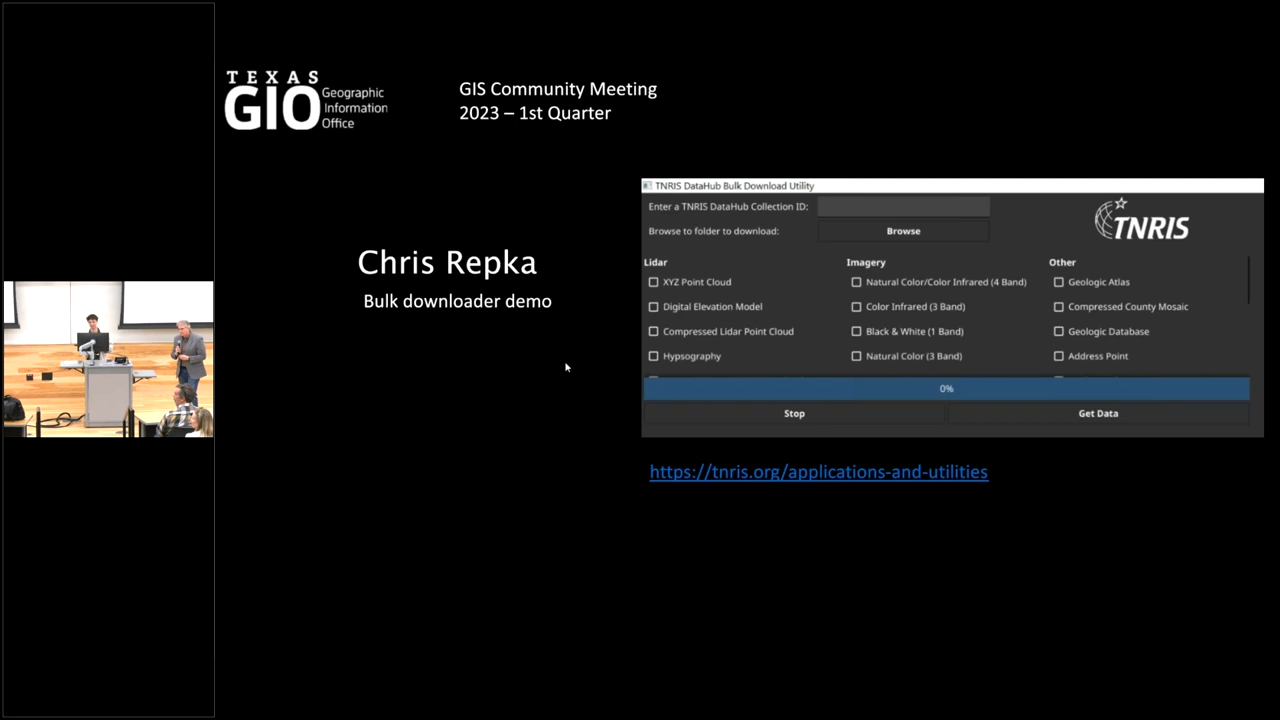 TEXAS
GIO
Geographic
Information
Office
GIS Community Meeting
2023 – 1st Quarter
Chris Repka
Bulk downloader demo
TNRIS DataHub Bulk Download Utility
Enter a TNRIS DataHub Collection ID:
Browse to folder to download:
Browse
TNRIS
Lidar
Imagery
Other
XYZ Point Cloud
Natural Color/Color Infrared (4 Band)
Geologic Atlas
Digital Elevation Model
Color Infrared (3 Band)
Compressed County Mosaic
Compressed Lidar Point Cloud
Black & White (1 Band)
Geologic Database
Hypsography
Natural Color (3 Band)
Address Point
0%
Stop
Get Data
https://tnris.org/applications-and-utilities